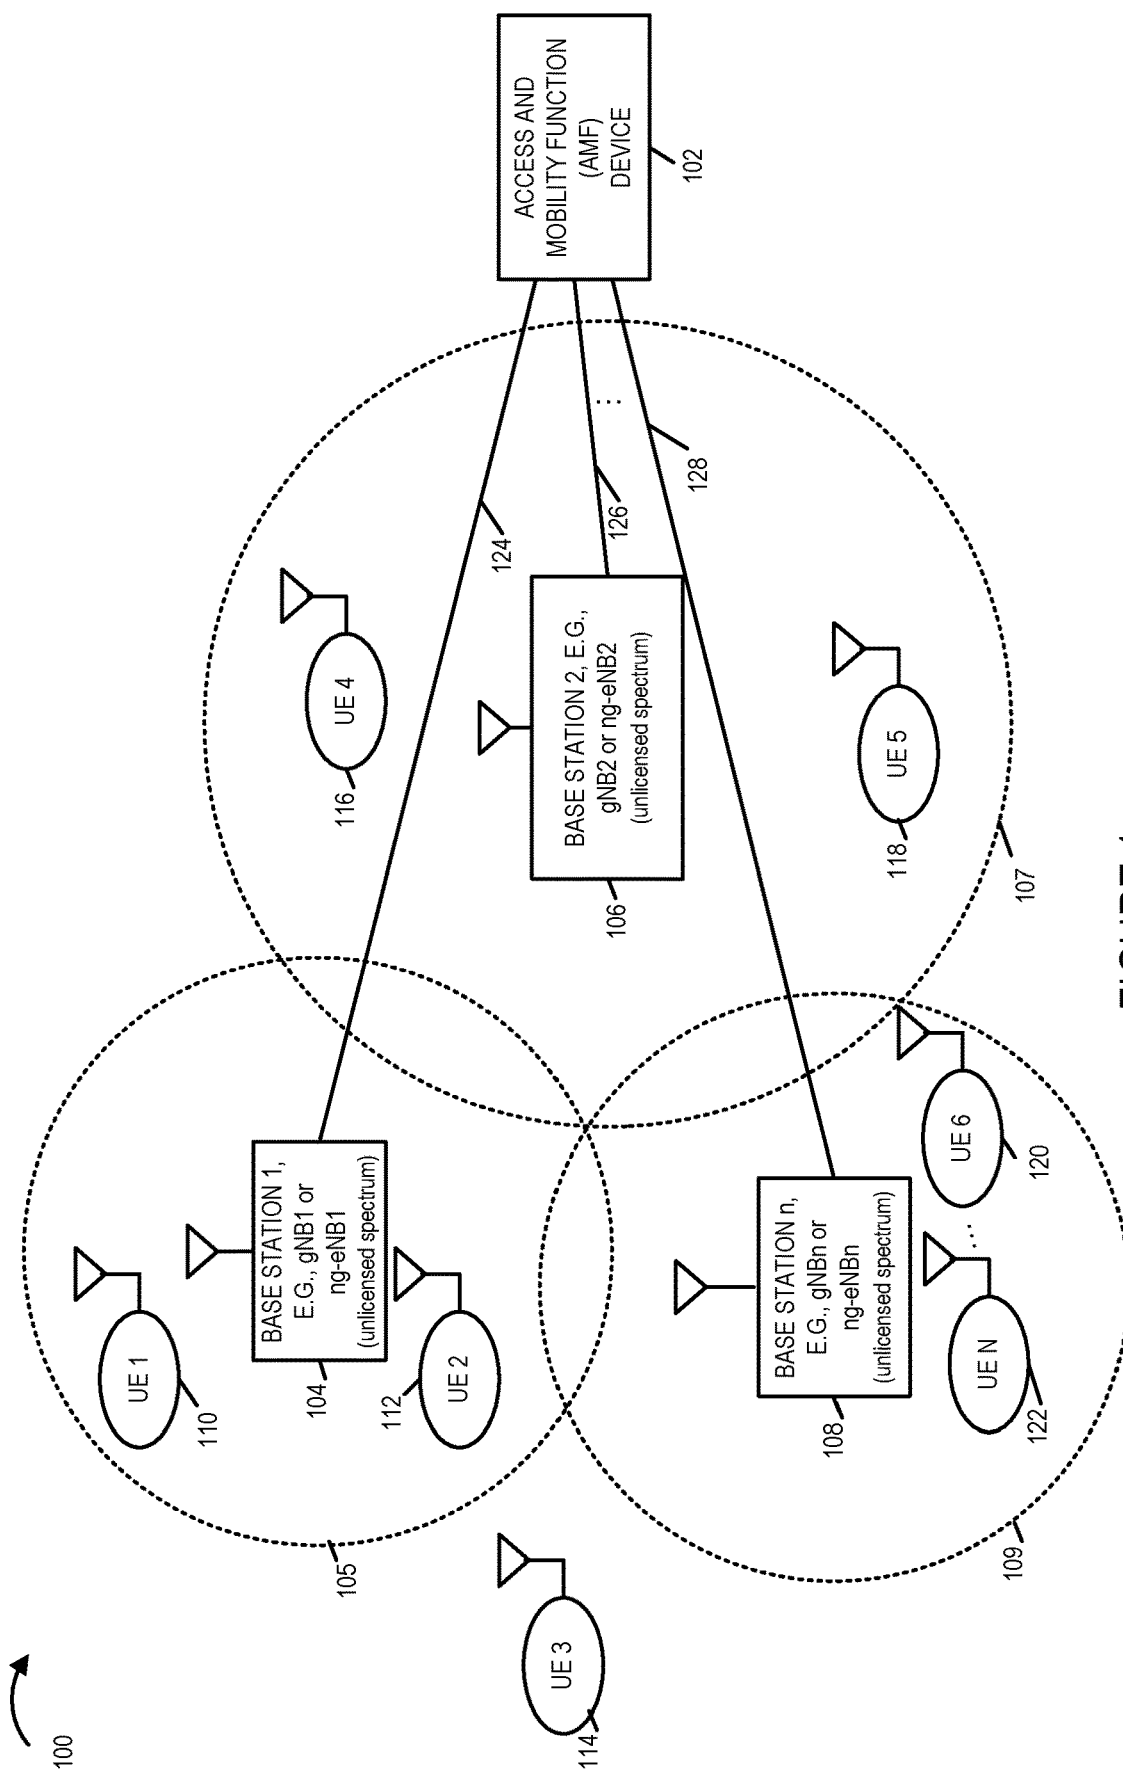 100
105
UE 1
110
BASE STATION 1,
E.G., gNB1 or
ng-eNB1
(unlicensed spectrum)
104
112
UE 2
UE 3
114
UE 4
116
124
ACCESS AND
MOBILITY FUNCTION
(AMF)
DEVICE
102
126
...
128
BASE STATION 2, E.G.,
gNB2 or ng-eNB2
(unlicensed spectrum)
106
UE 5
118
107
BASE STATION n,
E.G., gNBn or
ng-eNBn
(unlicensed spectrum)
108
UE 6
120
...
UE N
122
109